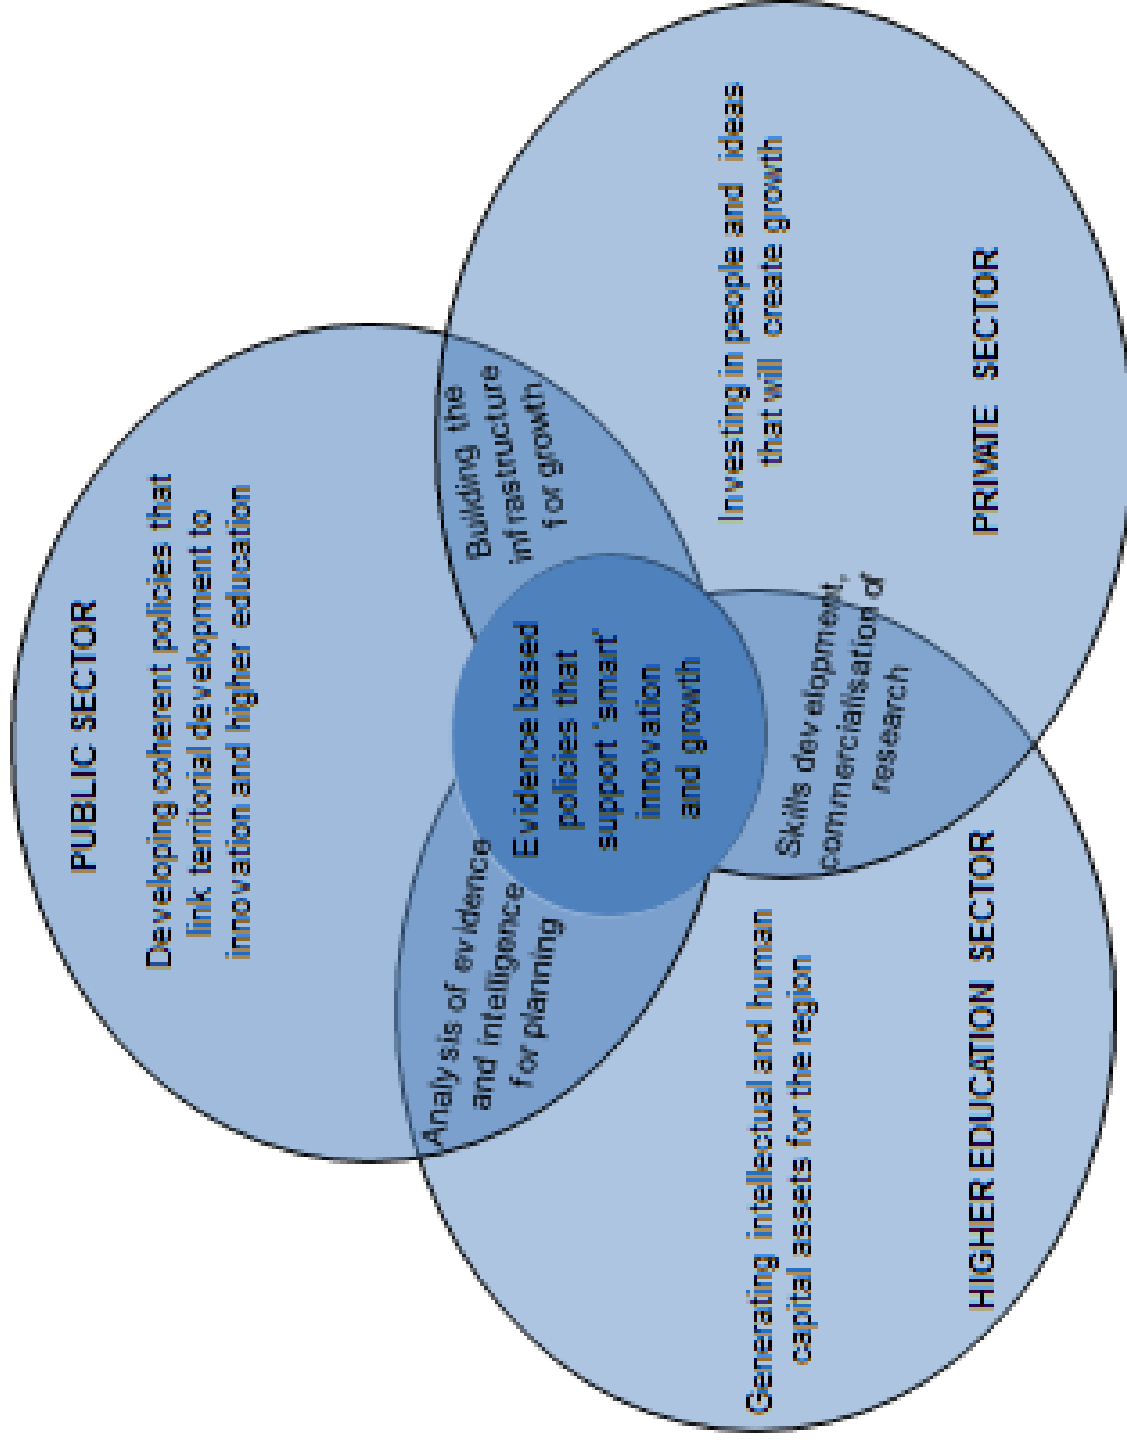 PUBLIC SECTOR
Developing coherent policies that
link territorial development to
innovation and higher education
Analysis of evidence
and intelligence
for planning
Building the
infrastructure
for growth
Evidence based
policies that
support 'smart'
innovation
and growth
Generating intellectual and human
capital assets for the region
HIGHER EDUCATION SECTOR
Skills development,
commercialisation of
research
Investing in people and ideas
that will create growth
PRIVATE SECTOR